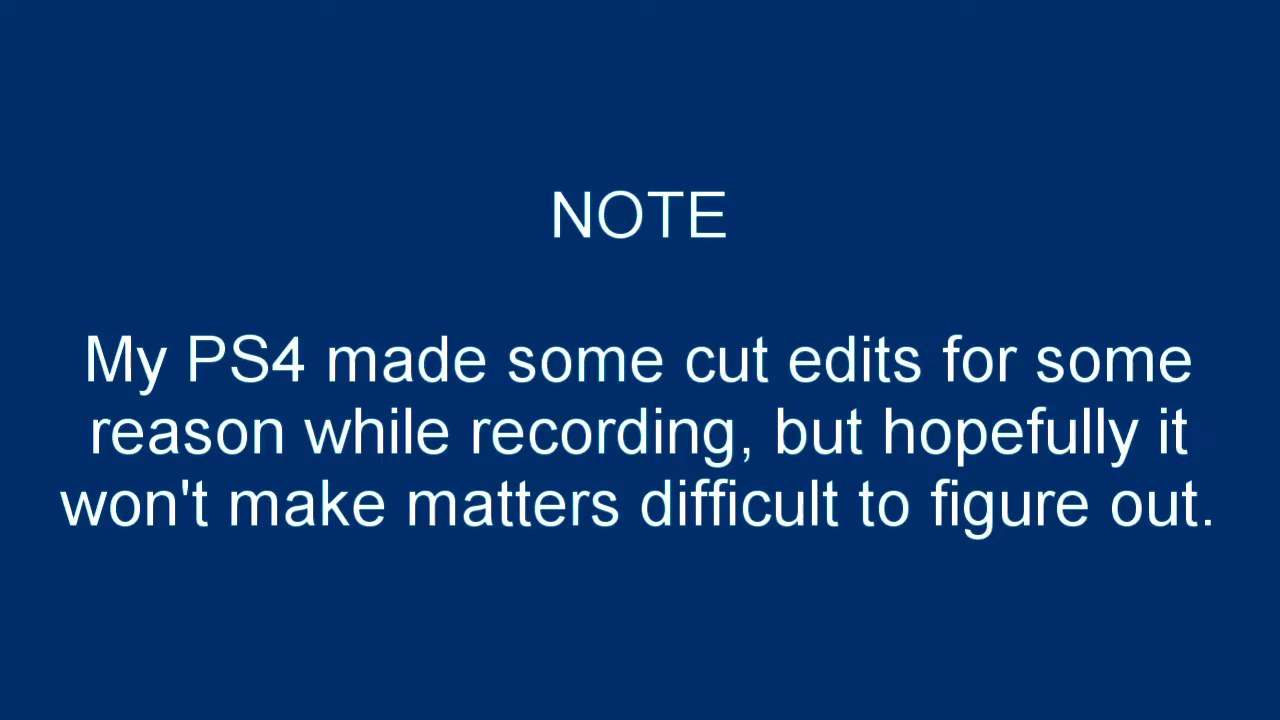 NOTE
My PS4 made some cut edits for some
reason while recording, but hopefully it
won't make matters difficult to figure out.